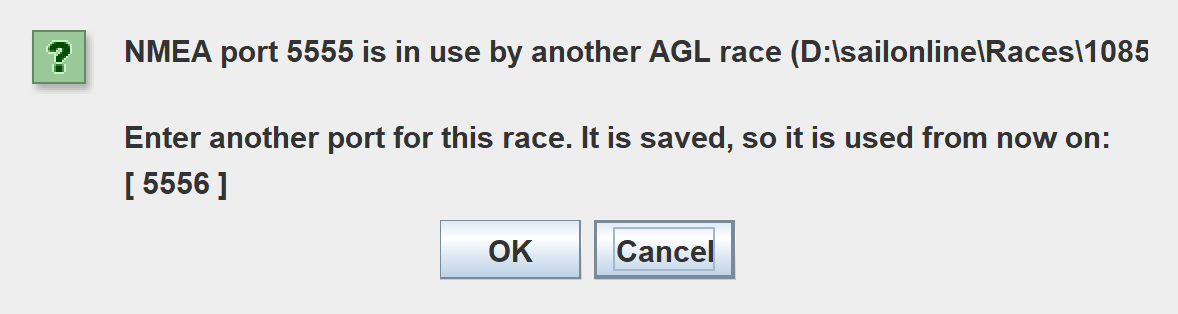 NMEA port 5555 is in use by another AGL race (D:\sailonline\Races\1085
Enter another port for this race. It is saved, so it is used from now on:
[ 5556 ]
OK
Cancel